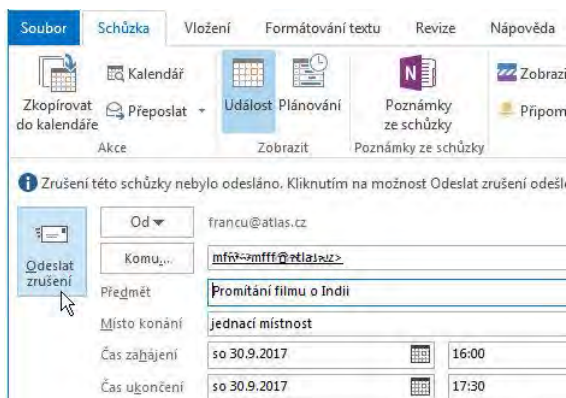 Soubor Schůzka Vložení Formátování textu Revize Nápověda
Zkopírovat do kalendáře
Kalendář
Přeposlat
Akce
Událost Plánování
Zobrazit
Poznámky ze schůzky
Poznámky ze schůzky
Zobrazi
Připom
Zrušení této schůzky nebylo odesláno. Kliknutím na možnost Odeslat zrušení odešle
Odeslat zrušení
Od francu@atlas.cz
Komu...
Předmět Promítání filmu o Indii
Místo konání jednací místnost
Čas zahájení so 30.9.2017 16:00
Čas ukončení so 30.9.2017 17:30